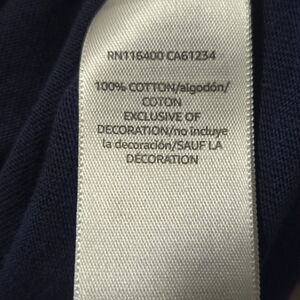 RN116400 CA61234
100% COTTON/algodón/
COTON
EXCLUSIVE OF
DECORATION/no incluye
la decoración/SAUF LA
DÉCORATION